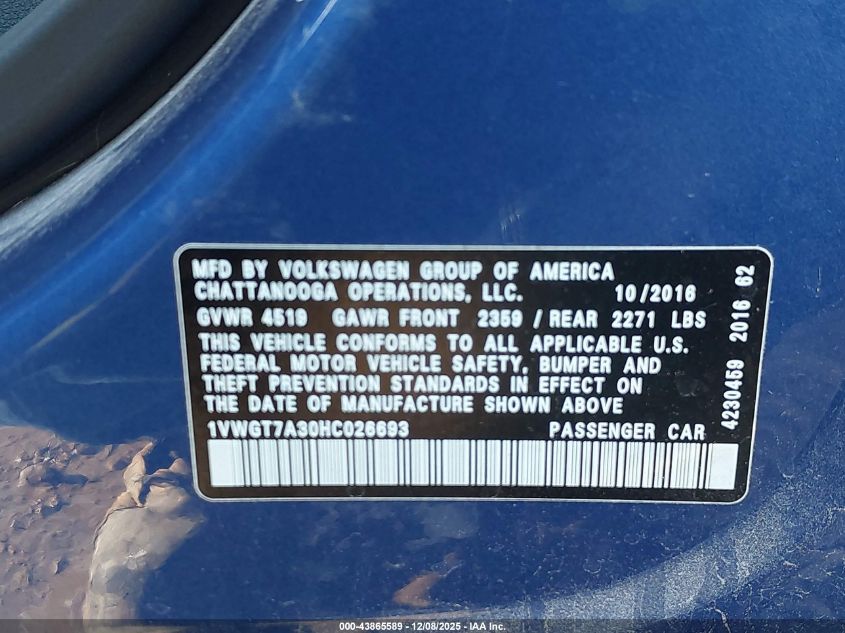 MFD BY VOLKSWAGEN GROUP OF AMERICA
CHATTANOOGA OPERATIONS, LLC. 10/2016
GVWR 4519 GAWR FRONT 2359 / REAR 2271 LBS
THIS VEHICLE CONFORMS TO ALL APPLICABLE U.S.
FEDERAL MOTOR VEHICLE SAFETY, BUMPER AND
THEFT PREVENTION STANDARDS IN EFFECT ON
THE DATE OF MANUFACTURE SHOWN ABOVE
1VWGT7A30HC026693 PASSENGER CAR
4230459 2016 62
000-43865589 - 12/08/2025 - IAA Inc.